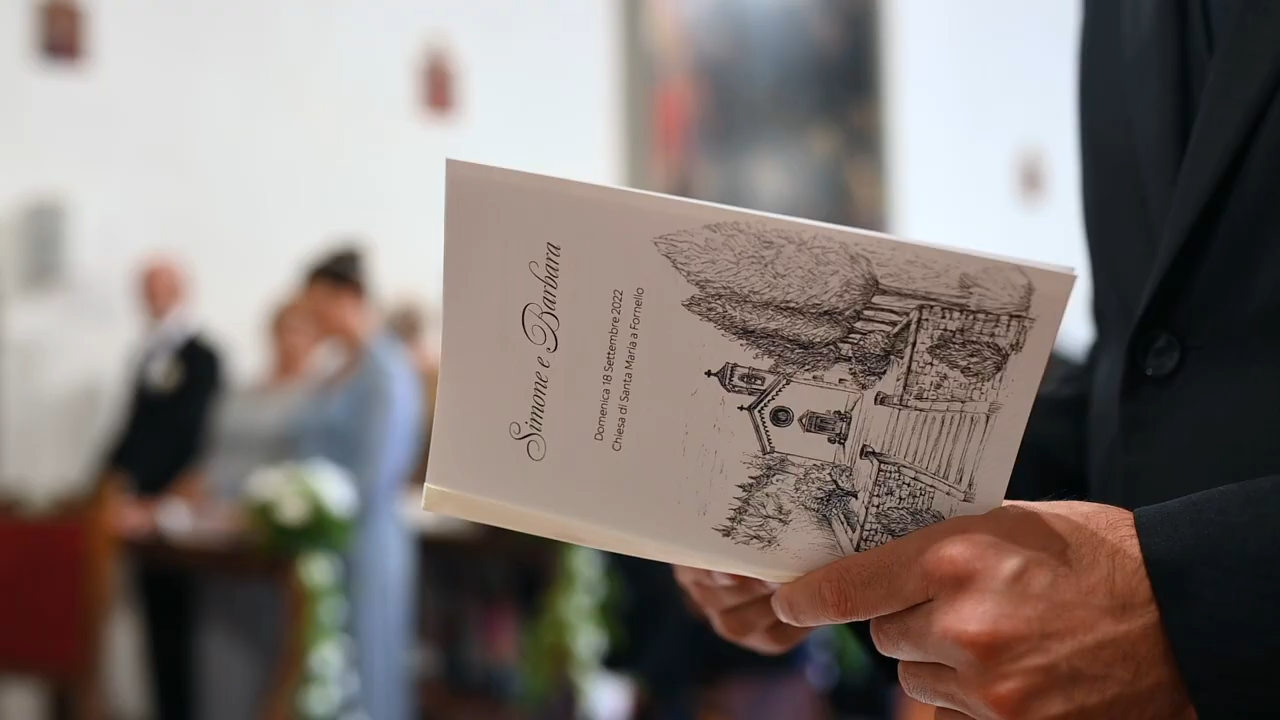 Simone e Barbara
Domenica 18 Settembre 2022
Chiesa di Santa Maria a Fornello